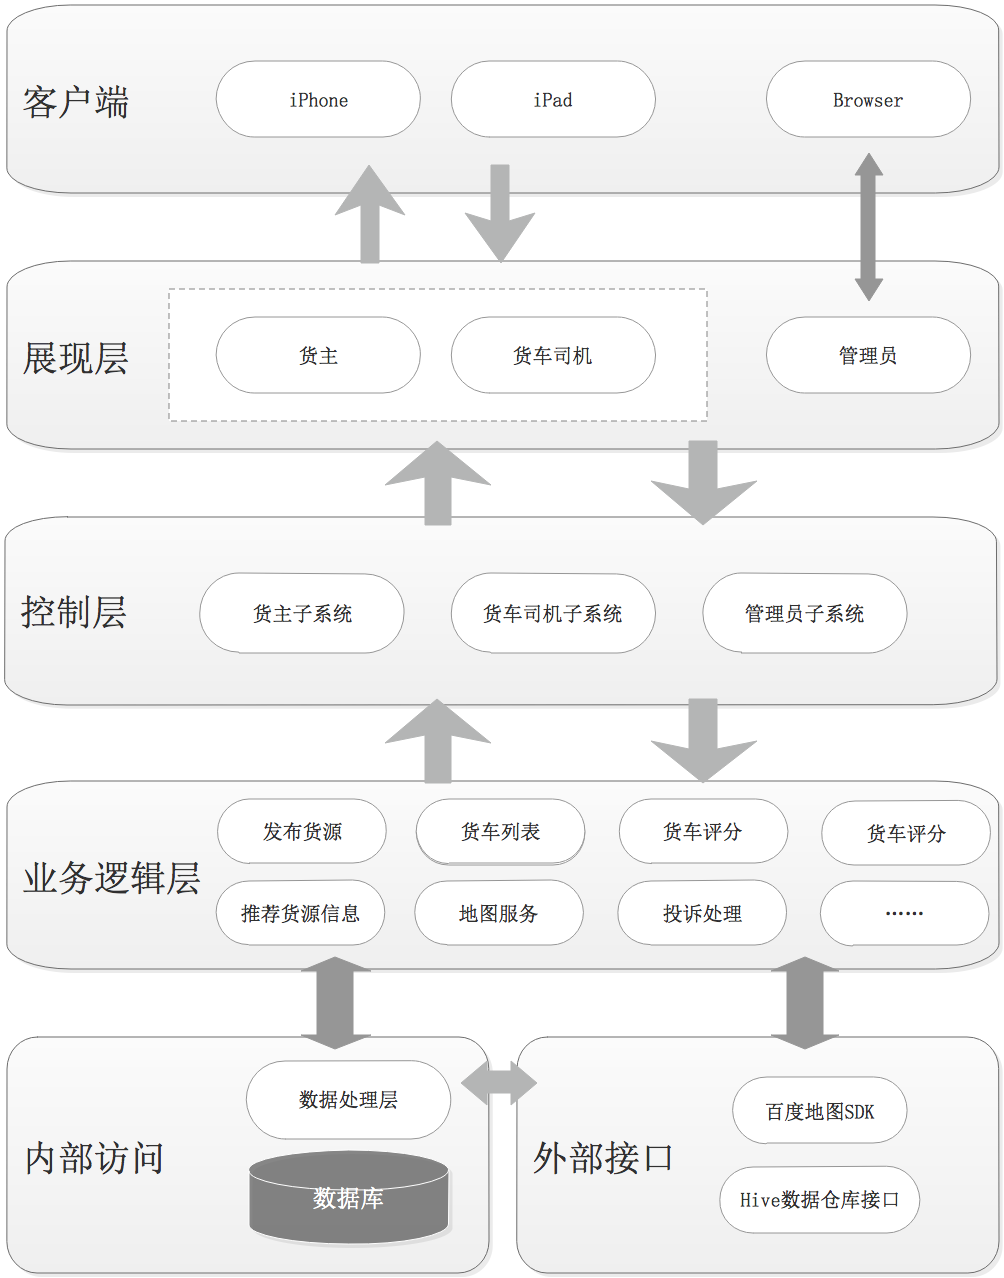 客户端
iPhone
iPad
Browser
展现层
货主
货车司机
管理员
控制层
货主子系统
货车司机子系统
管理员子系统
业务逻辑层
发布货源
货车列表
货车评分
货车评分
推荐货源信息
地图服务
投诉处理
……
内部访问
数据处理层
数据库
外部接口
百度地图SDK
Hive数据仓库接口